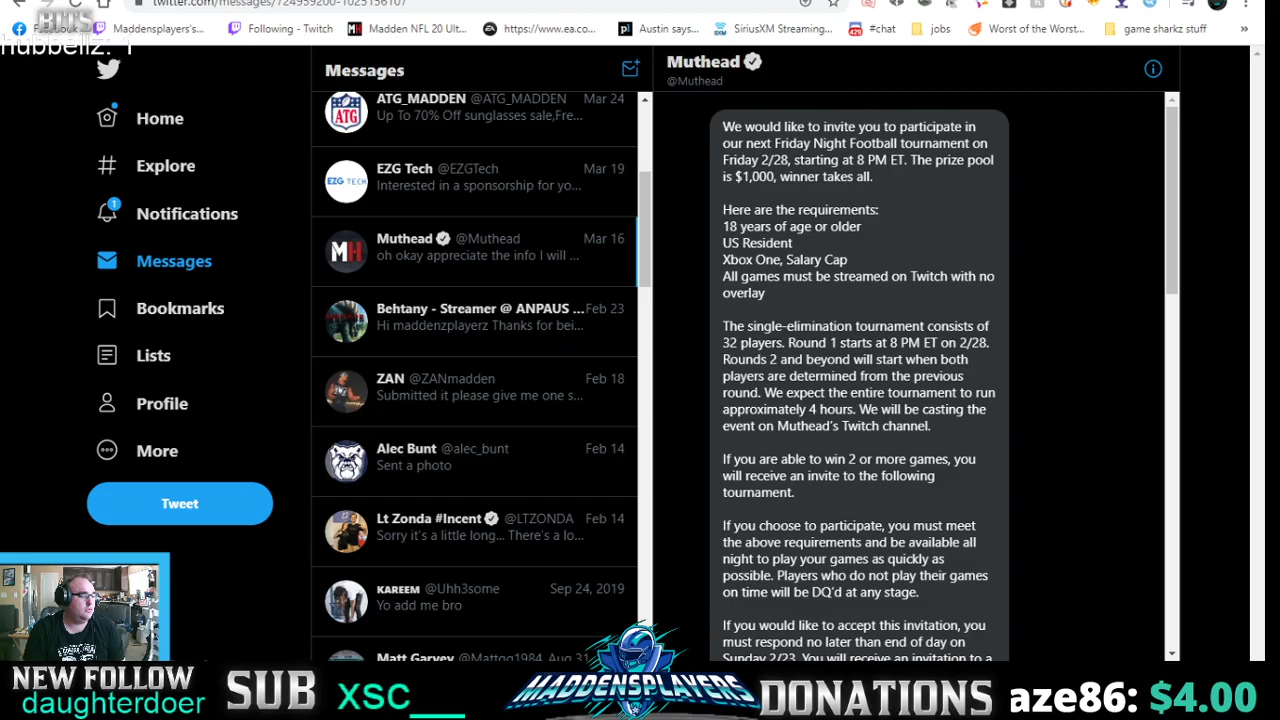 twitter.com/messages/724959200-1025156107
BITS
hubbellz: 1
Facebook
Maddensplayers's...
Following - Twitch
Madden NFL 20 Ult...
https://www.ea.co...
Austin says...
SiriusXM Streaming...
#chat
jobs
Worst of the Worst...
game sharkz stuff
Home
Explore
Notifications
Messages
Bookmarks
Lists
Profile
More
Tweet
Messages
ATG_MADDEN @ATG_MADDEN Mar 24
Up To 70% Off sunglasses sale,Fre...
EZG Tech @EZGTech Mar 19
Interested in a sponsorship for yo...
Muthead @Muthead Mar 16
oh okay appreciate the info I will ...
Behtany - Streamer @ ANPAUS ... Feb 23
Hi maddenzplayerz Thanks for bei...
ZAN @ZANmadden Feb 18
Submitted it please give me one s...
Alec Bunt @alec_bunt Feb 14
Sent a photo
Lt Zonda #Incent @LTZONDA Feb 14
Sorry it's a little long... There's a lo...
KAREEM @Uhh3some Sep 24, 2019
Yo add me bro
Matt Garvey @Mattgg1984 Aug 31
Muthead
@Muthead
We would like to invite you to participate in
our next Friday Night Football tournament on
Friday 2/28, starting at 8 PM ET. The prize pool
is $1,000, winner takes all.
Here are the requirements:
18 years of age or older
US Resident
Xbox One, Salary Cap
All games must be streamed on Twitch with no
overlay
The single-elimination tournament consists of
32 players. Round 1 starts at 8 PM ET on 2/28.
Rounds 2 and beyond will start when both
players are determined from the previous
round. We expect the entire tournament to run
approximately 4 hours. We will be casting the
event on Muthead's Twitch channel.
If you are able to win 2 or more games, you
will receive an invite to the following
tournament.
If you choose to participate, you must meet
the above requirements and be available all
night to play your games as quickly as
possible. Players who do not play their games
on time will be DQ'd at any stage.
If you would like to accept this invitation, you
must respond no later than end of day on
Sunday 2/23. You will receive an invitation to a
NEW FOLLOW
daughterdoer
SUB XSC___
MADDENSPLAYERS
DONATIONS aze86: $4.00